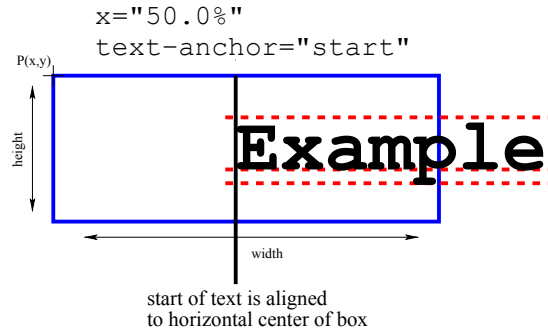 x="50.0%"
text-anchor="start"
P(x,y)
height
Example
width
start of text is aligned
to horizontal center of box